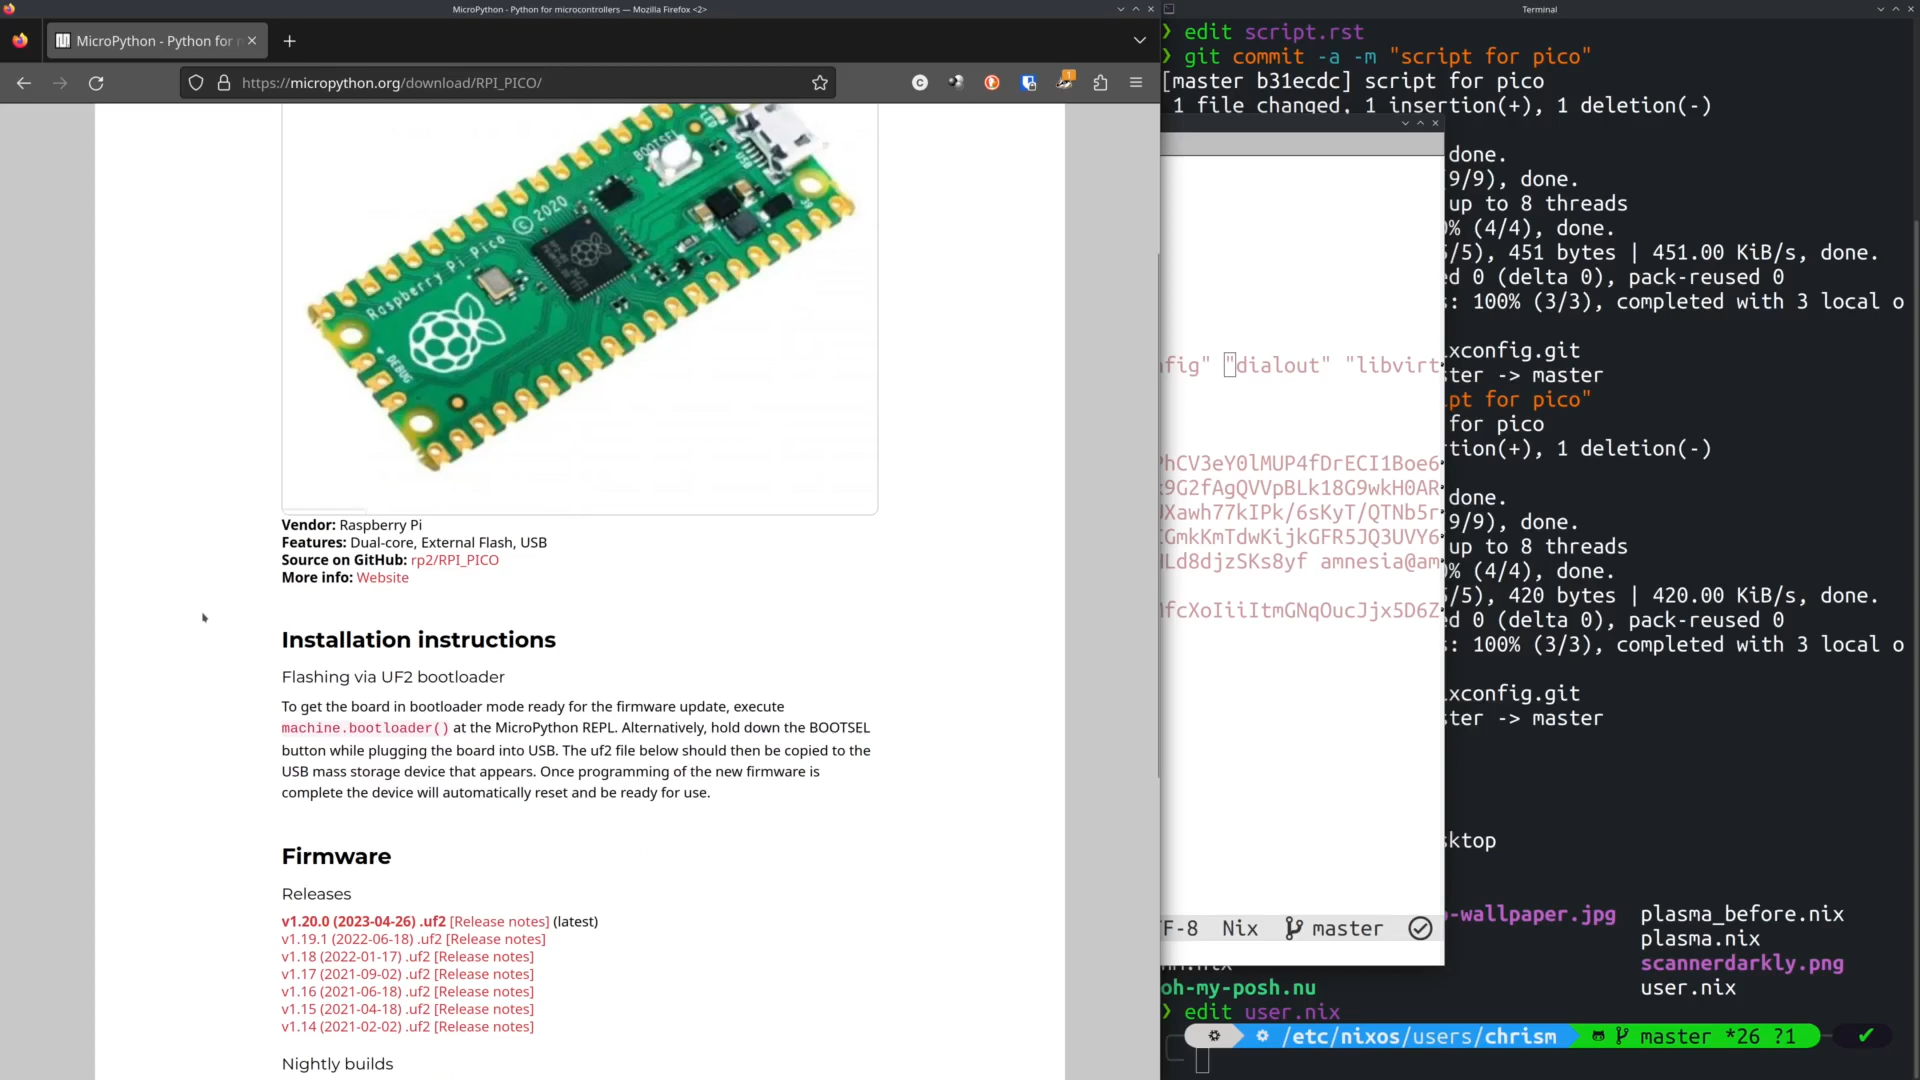 MicroPython - Python for microcontrollers — Mozilla Firefox <2>
MicroPython - Python for
https://micropython.org/download/RPI_PICO/
1
BOOTSEL
LED
USB
Raspberry Pi Pico © 2020
DEBUG
Vendor: Raspberry Pi
Features: Dual-core, External Flash, USB
Source on GitHub: rp2/RPI_PICO
More info: Website
Installation instructions
Flashing via UF2 bootloader
To get the board in bootloader mode ready for the firmware update, execute
machine.bootloader() at the MicroPython REPL. Alternatively, hold down the BOOTSEL
button while plugging the board into USB. The uf2 file below should then be copied to the
USB mass storage device that appears. Once programming of the new firmware is
complete the device will automatically reset and be ready for use.
Firmware
Releases
v1.20.0 (2023-04-26) .uf2 [Release notes] (latest)
v1.19.1 (2022-06-18) .uf2 [Release notes]
v1.18 (2022-01-17) .uf2 [Release notes]
v1.17 (2021-09-02) .uf2 [Release notes]
v1.16 (2021-06-18) .uf2 [Release notes]
v1.15 (2021-04-18) .uf2 [Release notes]
v1.14 (2021-02-02) .uf2 [Release notes]
Nightly builds
Terminal
❯ edit script.rst
❯ git commit -a -m "script for pico"
[master b31ecdc] script for pico
1 file changed, 1 insertion(+), 1 deletion(-)
done.
9/9), done.
up to 8 threads
% (4/4), done.
/5), 451 bytes | 451.00 KiB/s, done.
ed 0 (delta 0), pack-reused 0
: 100% (3/3), completed with 3 local o
xconfig.git
ster -> master
pt for pico"
for pico
tion(+), 1 deletion(-)
done.
9/9), done.
up to 8 threads
% (4/4), done.
/5), 420 bytes | 420.00 KiB/s, done.
ed 0 (delta 0), pack-reused 0
: 100% (3/3), completed with 3 local o
xconfig.git
ster -> master
ktop
-wallpaper.jpg plasma_before.nix
plasma.nix
scannerdarkly.png
oh-my-posh.nu user.nix
❯ edit user.nix
/etc/nixos/users/chrism master *26 ?1 ✔
nfig" "dialout" "libvirt
hCV3eY0lMUP4fDrECI1Boe6
9G2fAgQVVpBLk18G9wkH0AR
Xawh77kIPk/6sKyT/QTNb5r
GmkKmTdwKijkGFR5JQ3UVY6
Ld8djzSKs8yf amnesia@am
fcXoIiiItmGNqOucJjx5D6Z
F-8 Nix master